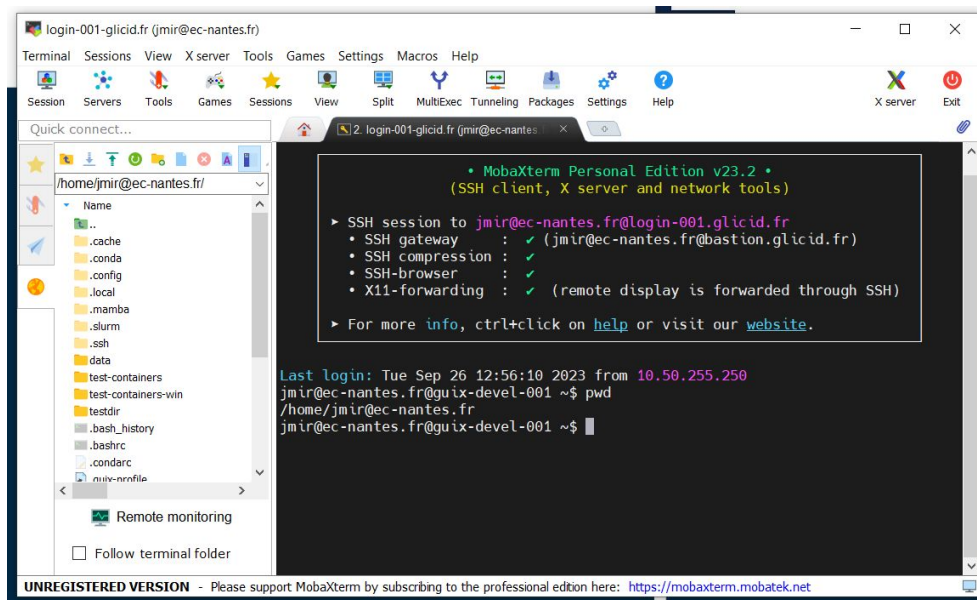 login-001-glicid.fr (jmir@ec-nantes.fr)
Terminal Sessions View X server Tools Games Settings Macros Help
Session Servers Tools Games Sessions View Split MultiExec Tunneling Packages Settings Help X server Exit
Quick connect...
2. login-001-glicid.fr (jmir@ec-nantes.f
/home/jmir@ec-nantes.fr/
Name
..
.cache
.conda
.config
.local
.mamba
.slurm
.ssh
data
test-containers
test-containers-win
testdir
.bash_history
.bashrc
.condarc
.guix-profile
Remote monitoring
Follow terminal folder
• MobaXterm Personal Edition v23.2 •
(SSH client, X server and network tools)
➤ SSH session to jmir@ec-nantes.fr@login-001.glicid.fr
• SSH gateway : ✔ (jmir@ec-nantes.fr@bastion.glicid.fr)
• SSH compression : ✔
• SSH-browser : ✔
• X11-forwarding : ✔ (remote display is forwarded through SSH)
➤ For more info, ctrl+click on help or visit our website.
Last login: Tue Sep 26 12:56:10 2023 from 10.50.255.250
jmir@ec-nantes.fr@guix-devel-001 ~$ pwd
/home/jmir@ec-nantes.fr
jmir@ec-nantes.fr@guix-devel-001 ~$
UNREGISTERED VERSION - Please support MobaXterm by subscribing to the professional edition here: https://mobaxterm.mobatek.net